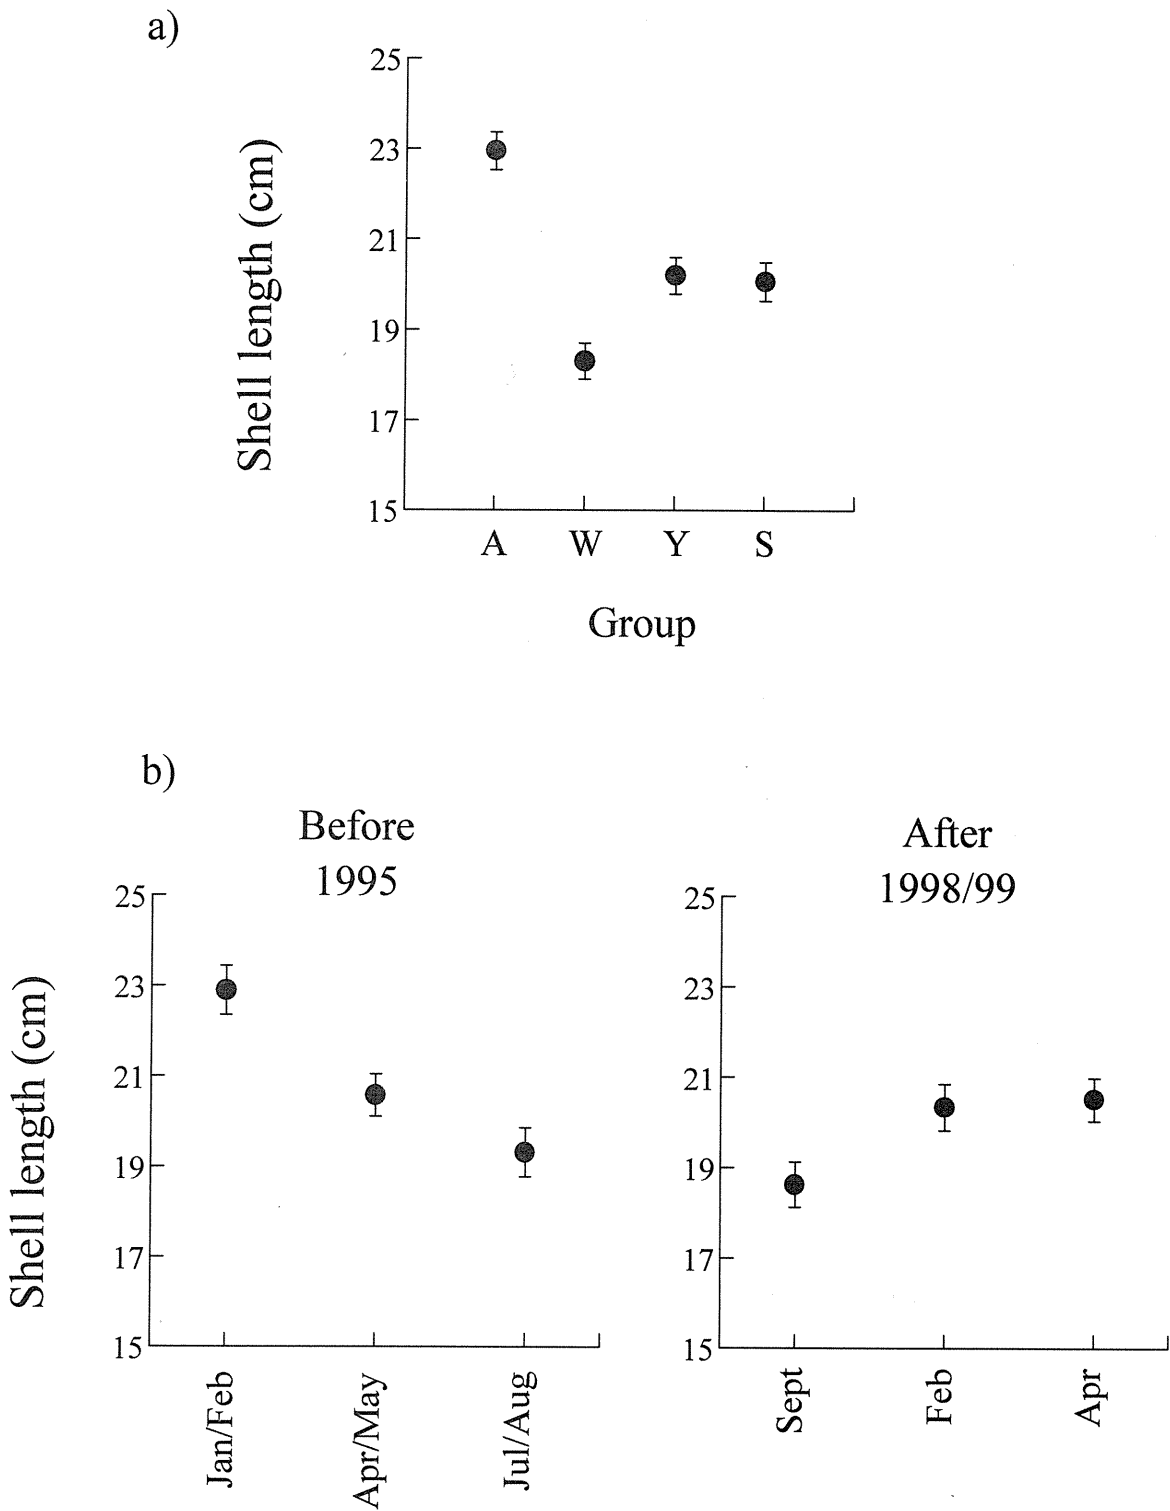 a)
25
23
21
19
17
15
Shell length (cm)
A W Y S
Group
b)
Before
1995
25
23
21
19
17
15
Shell length (cm)
Jan/Feb
Apr/May
Jul/Aug
After
1998/99
25
23
21
19
17
15
Sept
Feb
Apr